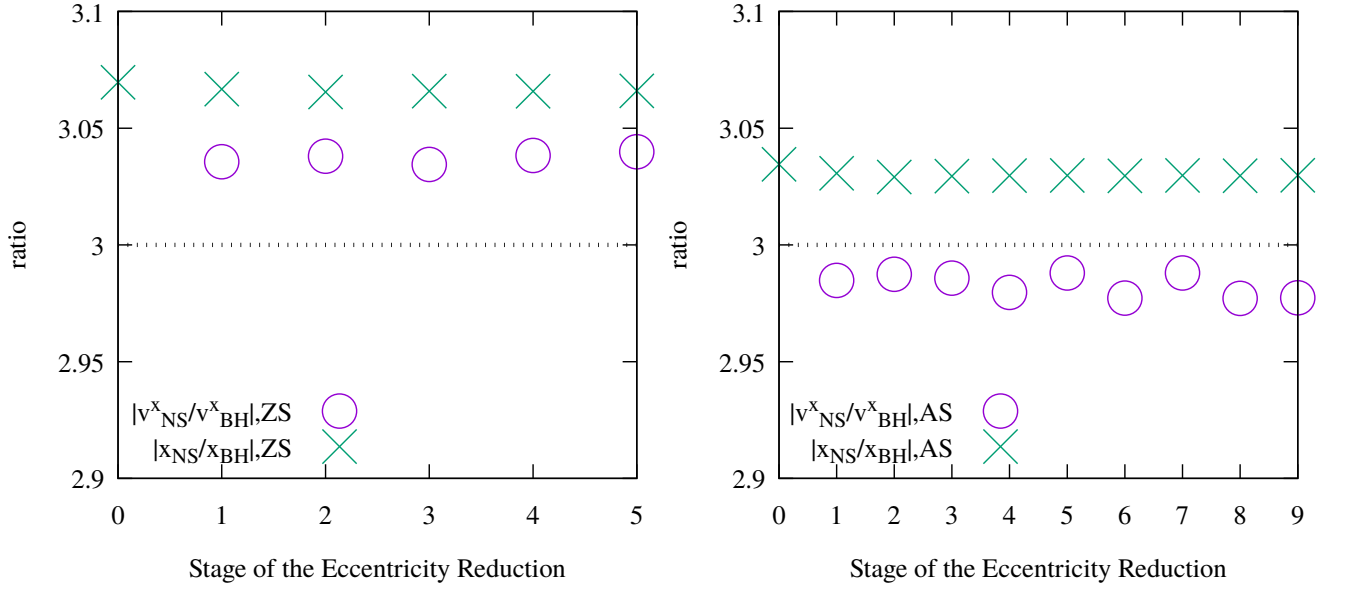 3.1
3.05
3
2.95
2.9
ratio
|v^x_NS/v^x_BH|,ZS
|x_NS/x_BH|,ZS
0 1 2 3 4 5
Stage of the Eccentricity Reduction
3.1
3.05
3
2.95
2.9
ratio
|v^x_NS/v^x_BH|,AS
|x_NS/x_BH|,AS
0 1 2 3 4 5 6 7 8 9
Stage of the Eccentricity Reduction